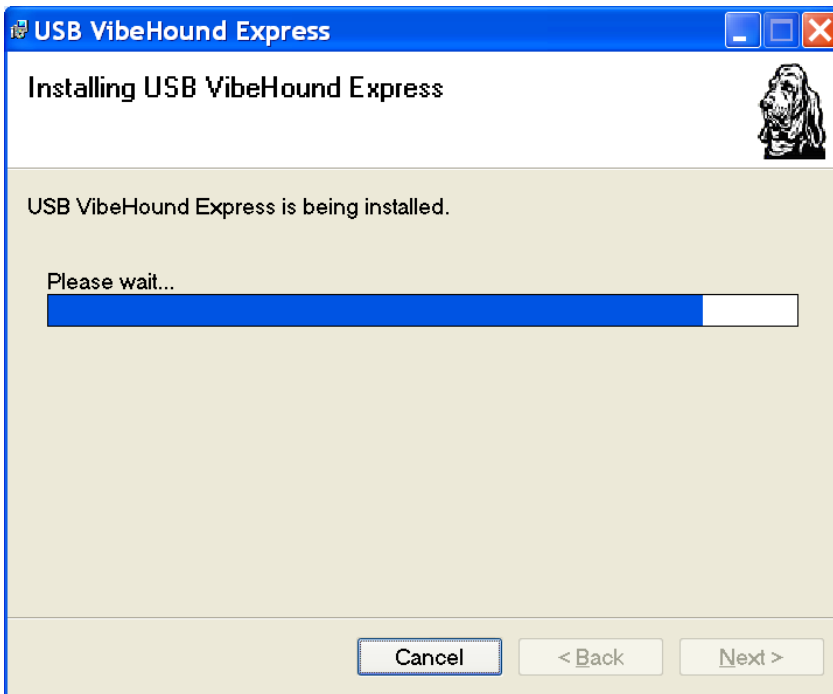 USB VibeHound Express
Installing USB VibeHound Express
USB VibeHound Express is being installed.
Please wait...
Cancel
< Back
Next >